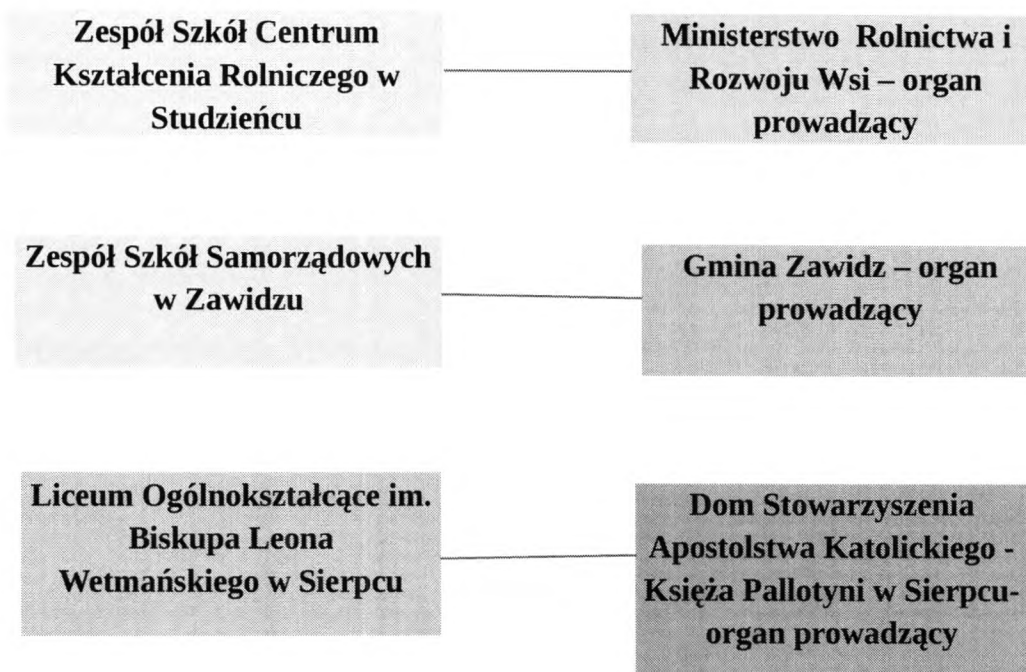 Zespół Szkół Centrum
Kształcenia Rolniczego w
Studzieńcu
Ministerstwo Rolnictwa i
Rozwoju Wsi – organ
prowadzący
Zespół Szkół Samorządowych
w Zawidzu
Gmina Zawidz – organ
prowadzący
Liceum Ogólnokształcące im.
Biskupa Leona
Wetmańskiego w Sierpcu
Dom Stowarzyszenia
Apostolstwa Katolickiego -
Księża Pallotyni w Sierpcu-
organ prowadzący